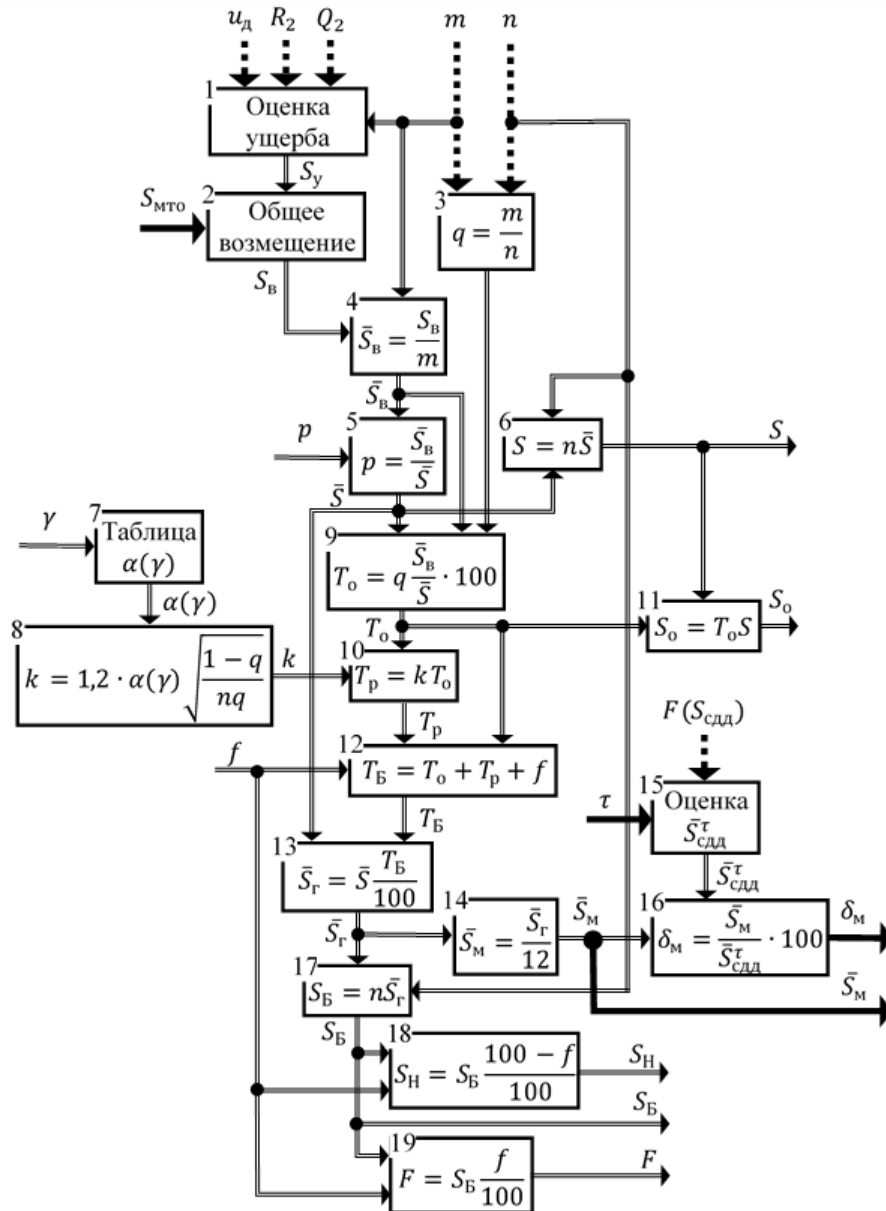 u_д R_2 Q_2 m n
1
Оценка
ущерба
S_у
S_мто
2
Общее
возмещение
S_в
3
q = m/n
4
S̄_в = S_в/m
S̄_в
p
5
p = S̄_в/S̄
S̄
6
S = nS̄
S
γ
7
Таблица
α(γ)
α(γ)
8
k = 1,2 · α(γ) √((1 − q)/(nq))
k
9
T_о = q S̄_в/S̄ · 100
T_о
10
T_р = kT_о
T_р
11
S_о = T_оS
S_о
f
12
T_Б = T_о + T_р + f
T_Б
13
S̄_г = S̄ T_Б/100
S̄_г
14
S̄_м = S̄_г/12
S̄_м
F(S_сдд)
τ
15
Оценка
S̄^τ_сдд
S̄^τ_сдд
16
δ_м = S̄_м/S̄^τ_сдд · 100
δ_м
S̄_м
17
S_Б = nS̄_г
S_Б
18
S_Н = S_Б (100 − f)/100
S_Н
S_Б
19
F = S_Б f/100
F